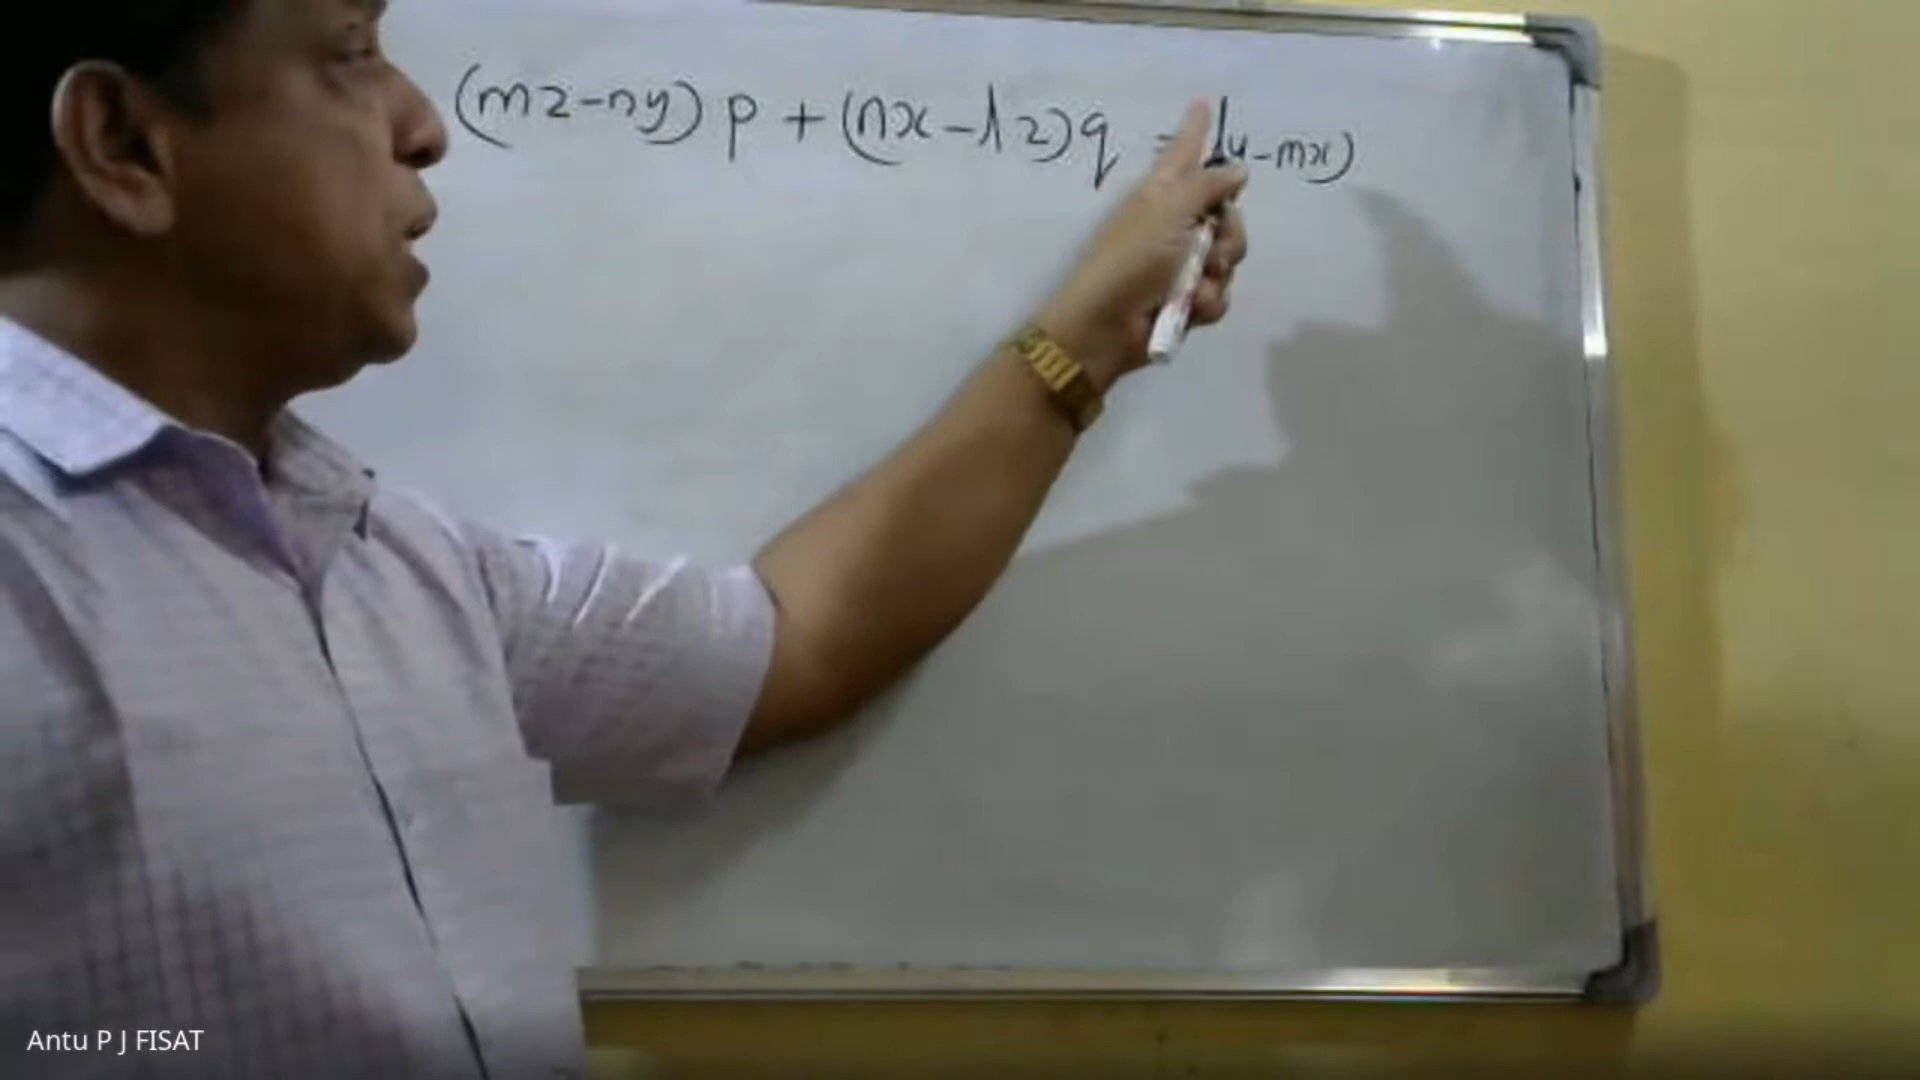 (mz-ny) p + (nx-lz)q = ly-mx)
Antu P J FISAT